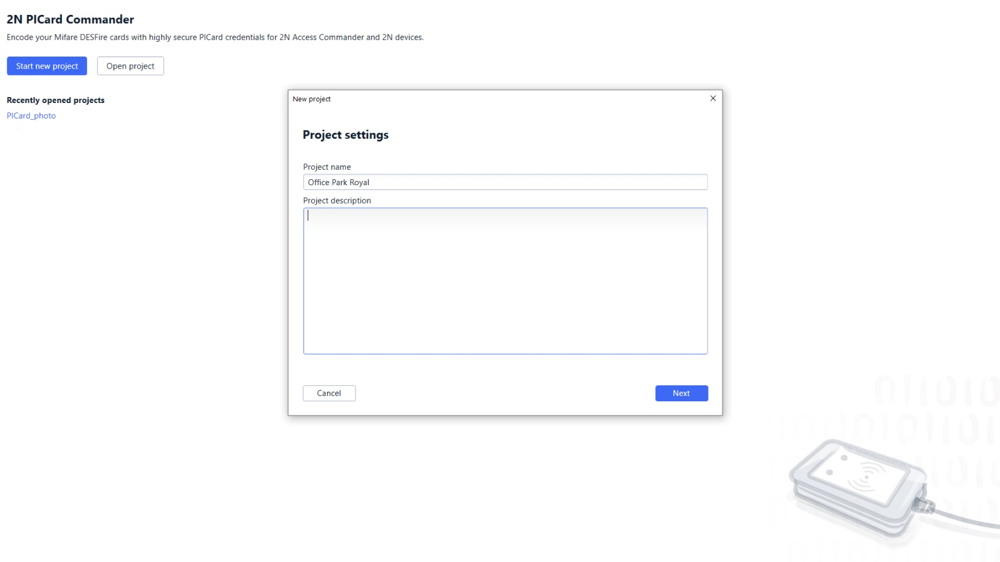 2N PICard Commander
Encode your Mifare DESFire cards with highly secure PICard credentials for 2N Access Commander and 2N devices.
Start new project
Open project
Recently opened projects
PICard_photo
New project
Project settings
Project name
Office Park Royal
Project description
Cancel
Next